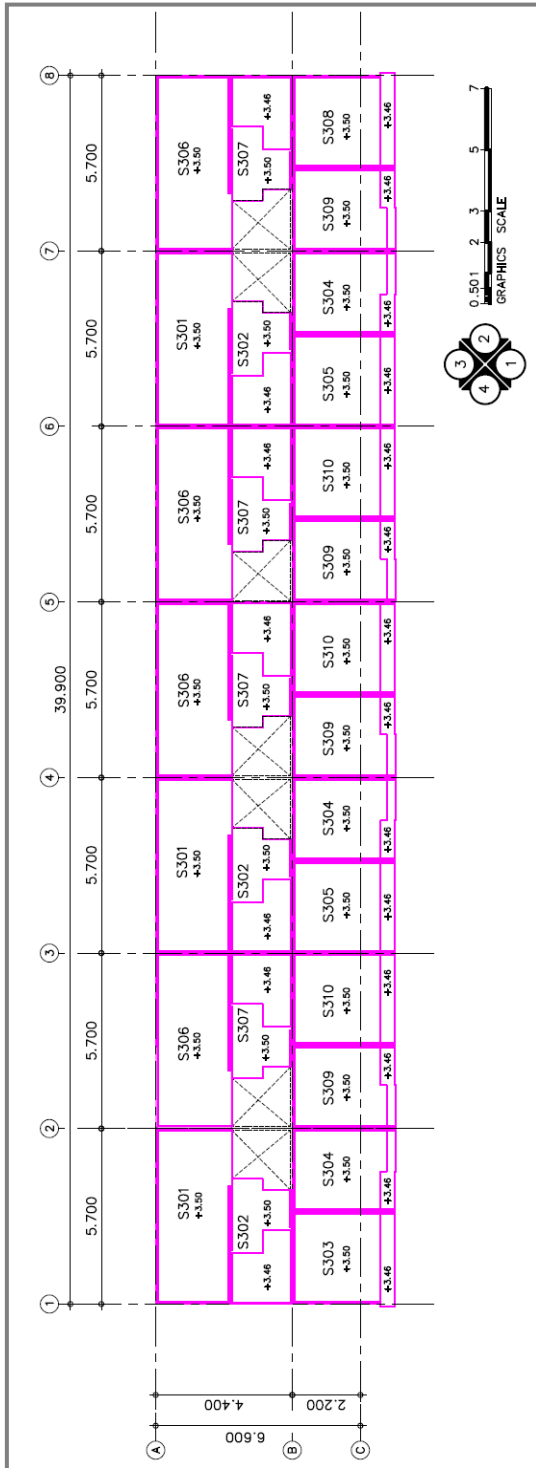 1 2 3 4 5 6 7 8
39.900
5.700 5.700 5.700 5.700 5.700 5.700 5.700
A
S301 S306 S301 S306 S306 S301 S306
+3.50 +3.50 +3.50 +3.50 +3.50 +3.50 +3.50
6.600 4.400
S302 S307 S302 S307 S307 S302 S307
+3.46 +3.50 +3.50 +3.46 +3.46 +3.50 +3.50 +3.46 +3.50 +3.46 +3.46 +3.50 +3.50 +3.46
B
S303 S304 S309 S310 S305 S304 S309 S310 S309 S310 S305 S304 S309 S308
+3.50 +3.50 +3.50 +3.50 +3.50 +3.50 +3.50 +3.50 +3.50 +3.50 +3.50 +3.50 +3.50 +3.50
2.200
C
+3.46 +3.46 +3.46 +3.46 +3.46 +3.46 +3.46 +3.46 +3.46 +3.46 +3.46 +3.46 +3.46 +3.46
3
4 2
1
0.501 2 3 5 7
GRAPHICS SCALE